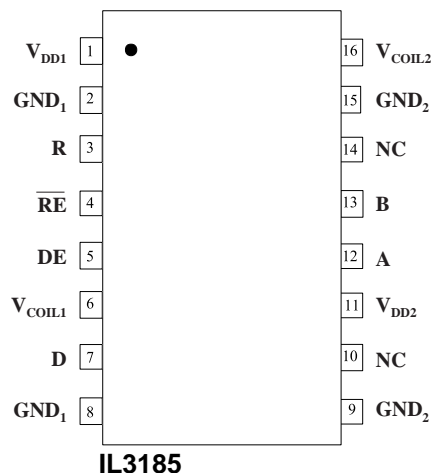 V_DD1 1 16 V_COIL2
GND_1 2 15 GND_2
R 3 14 NC
R̅E̅ 4 13 B
DE 5 12 A
V_COIL1 6 11 V_DD2
D 7 10 NC
GND_1 8 9 GND_2
IL3185